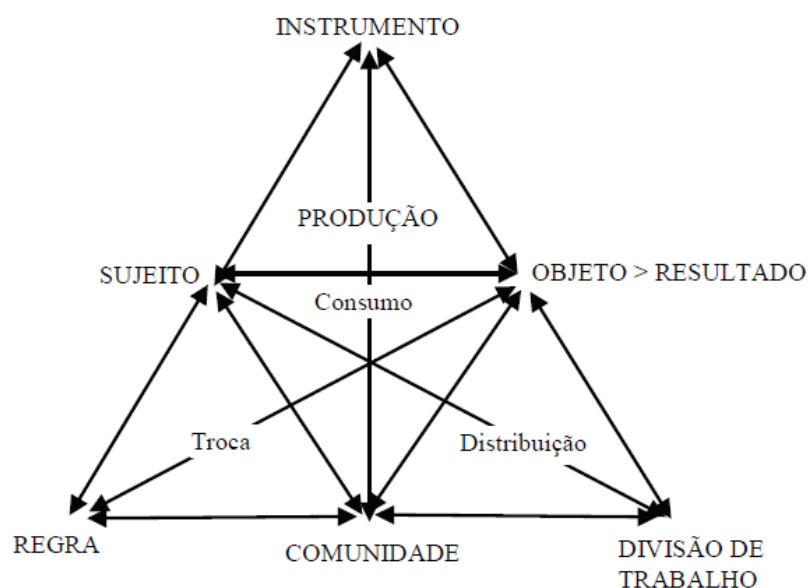 INSTRUMENTO
PRODUÇÃO
SUJEITO
OBJETO > RESULTADO
Consumo
Troca
Distribuição
REGRA
COMUNIDADE
DIVISÃO DE
TRABALHO